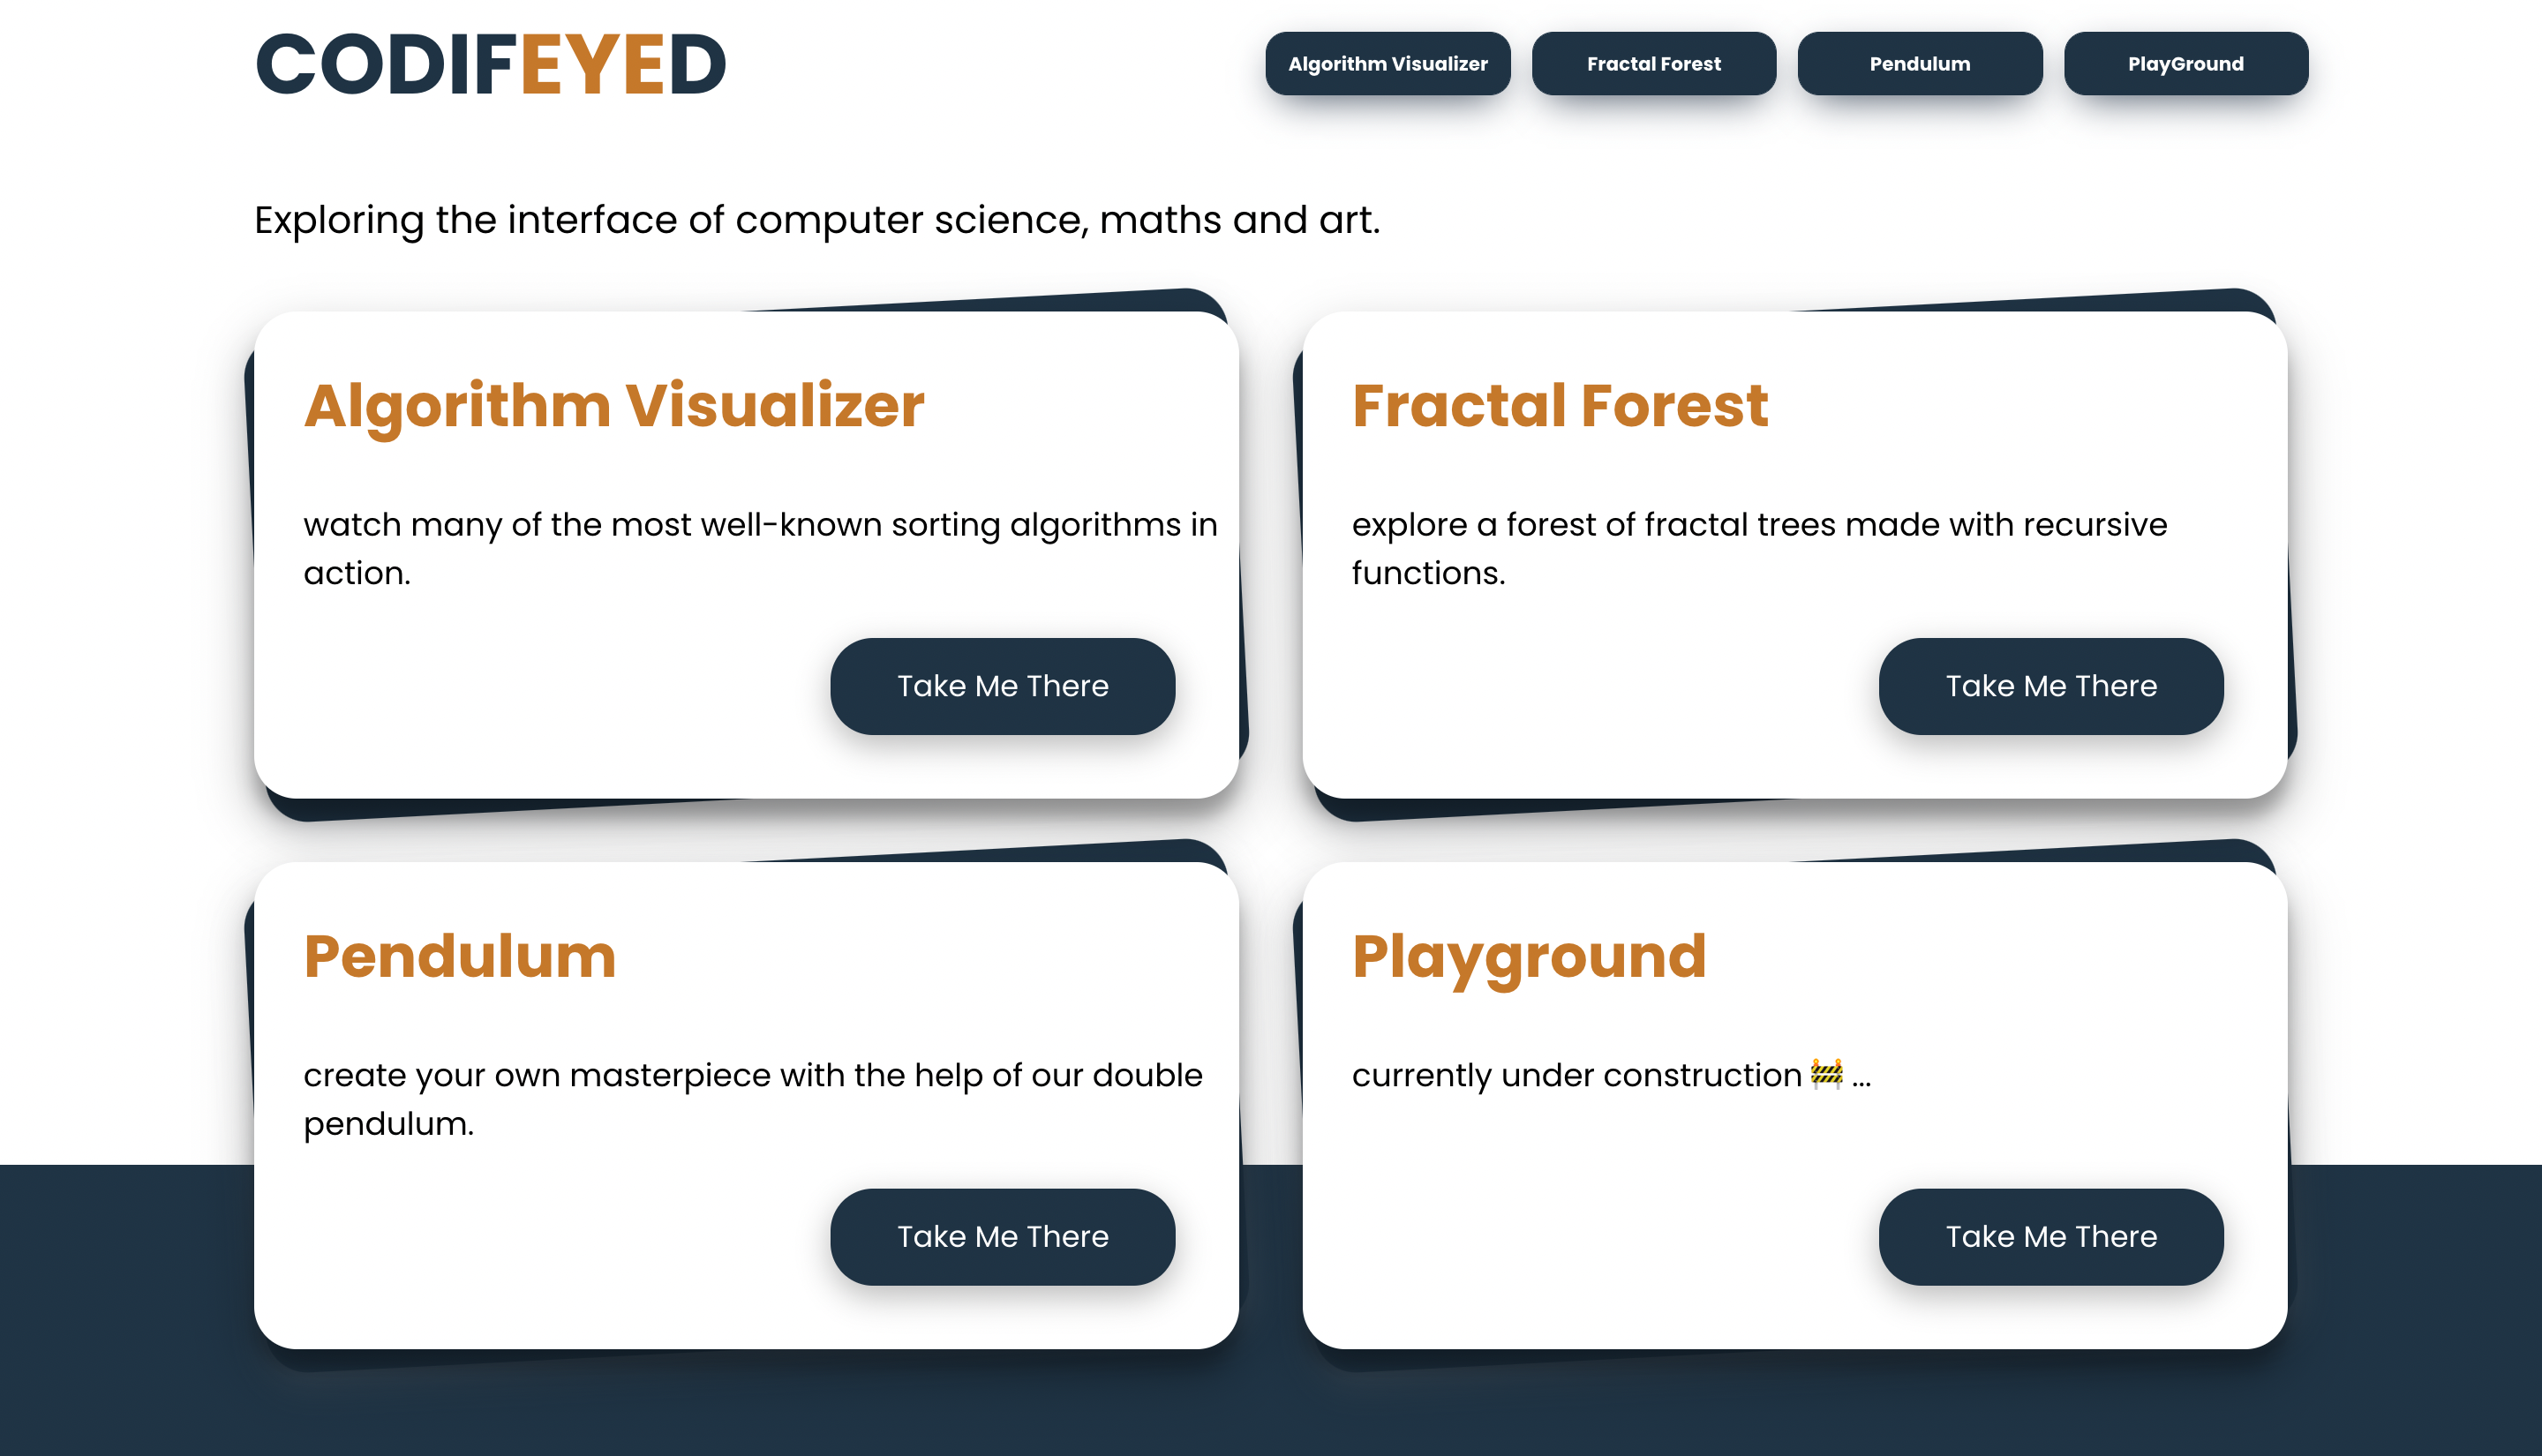 CODIFEYED
Algorithm Visualizer
Fractal Forest
Pendulum
PlayGround
Exploring the interface of computer science, maths and art.
Algorithm Visualizer
watch many of the most well-known sorting algorithms in
action.
Take Me There
Fractal Forest
explore a forest of fractal trees made with recursive
functions.
Take Me There
Pendulum
create your own masterpiece with the help of our double
pendulum.
Take Me There
Playground
currently under construction 🚧 ...
Take Me There